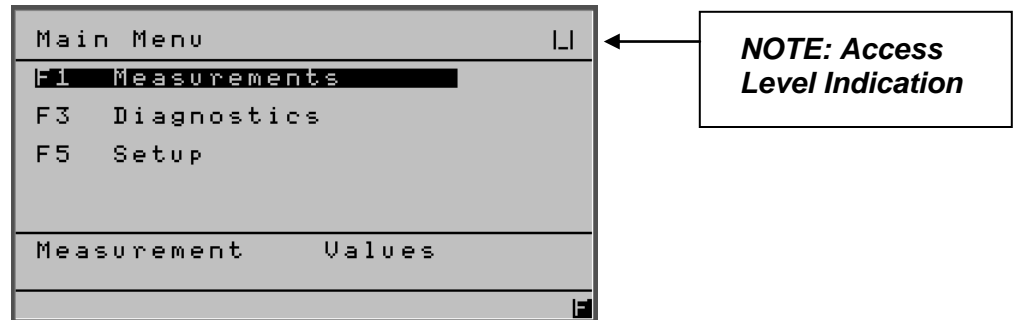 Main Menu |_|
F1 Measurements
F3 Diagnostics
F5 Setup
Measurement Values
F
NOTE: Access
Level Indication